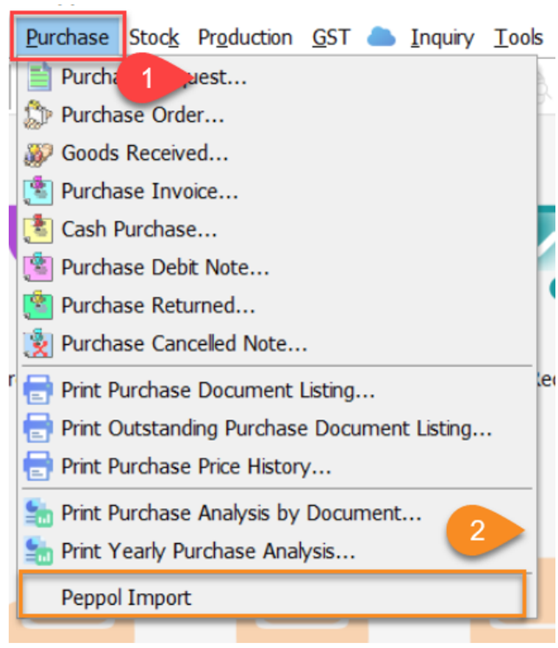 Purchase Stock Production GST Inquiry Tools
1
Purcha uest...
Purchase Order...
Goods Received...
Purchase Invoice...
Cash Purchase...
Purchase Debit Note...
Purchase Returned...
Purchase Cancelled Note...
Print Purchase Document Listing...
Print Outstanding Purchase Document Listing...
Print Purchase Price History...
Print Purchase Analysis by Document...
2
Print Yearly Purchase Analysis...
Peppol Import